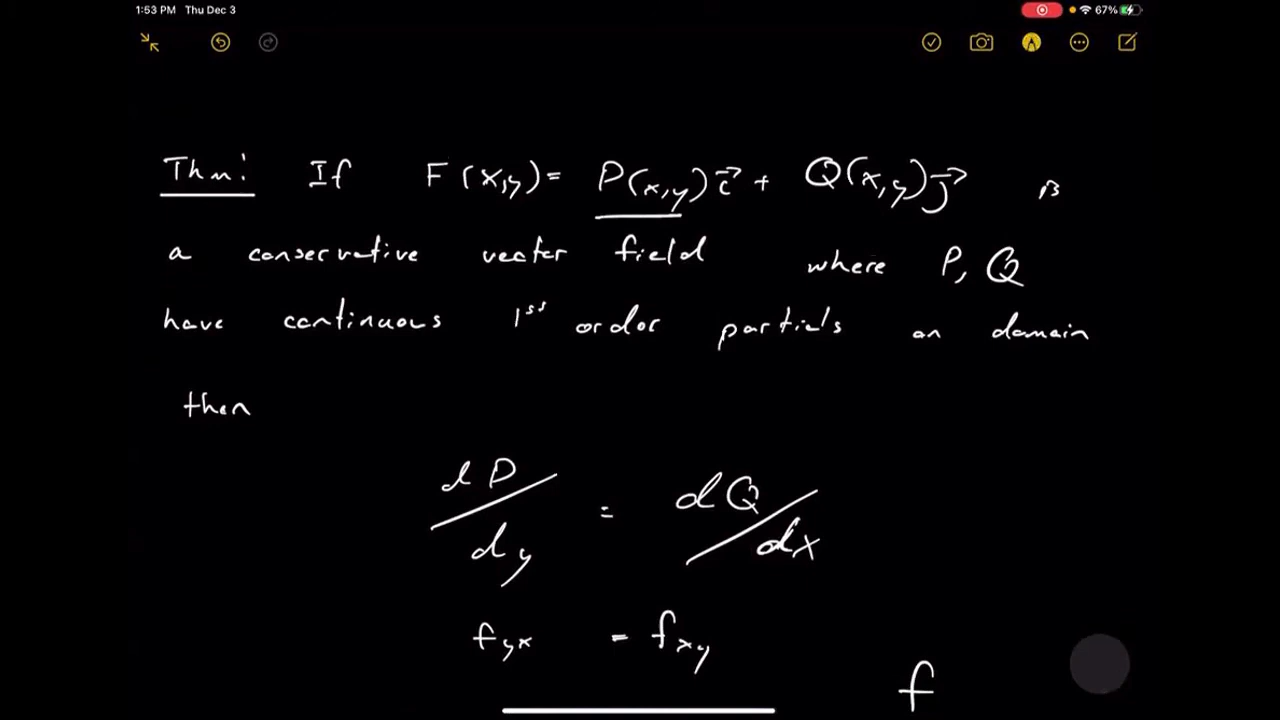 1:53 PM Thu Dec 3
67%
Thm: If F(x,y) = P(x,y)i⃗ + Q(x,y)j⃗ is
a conservative vector field where P, Q
have continuous 1st order partials on domain
then
dP/dy = dQ/dx
fyx = fxy
f